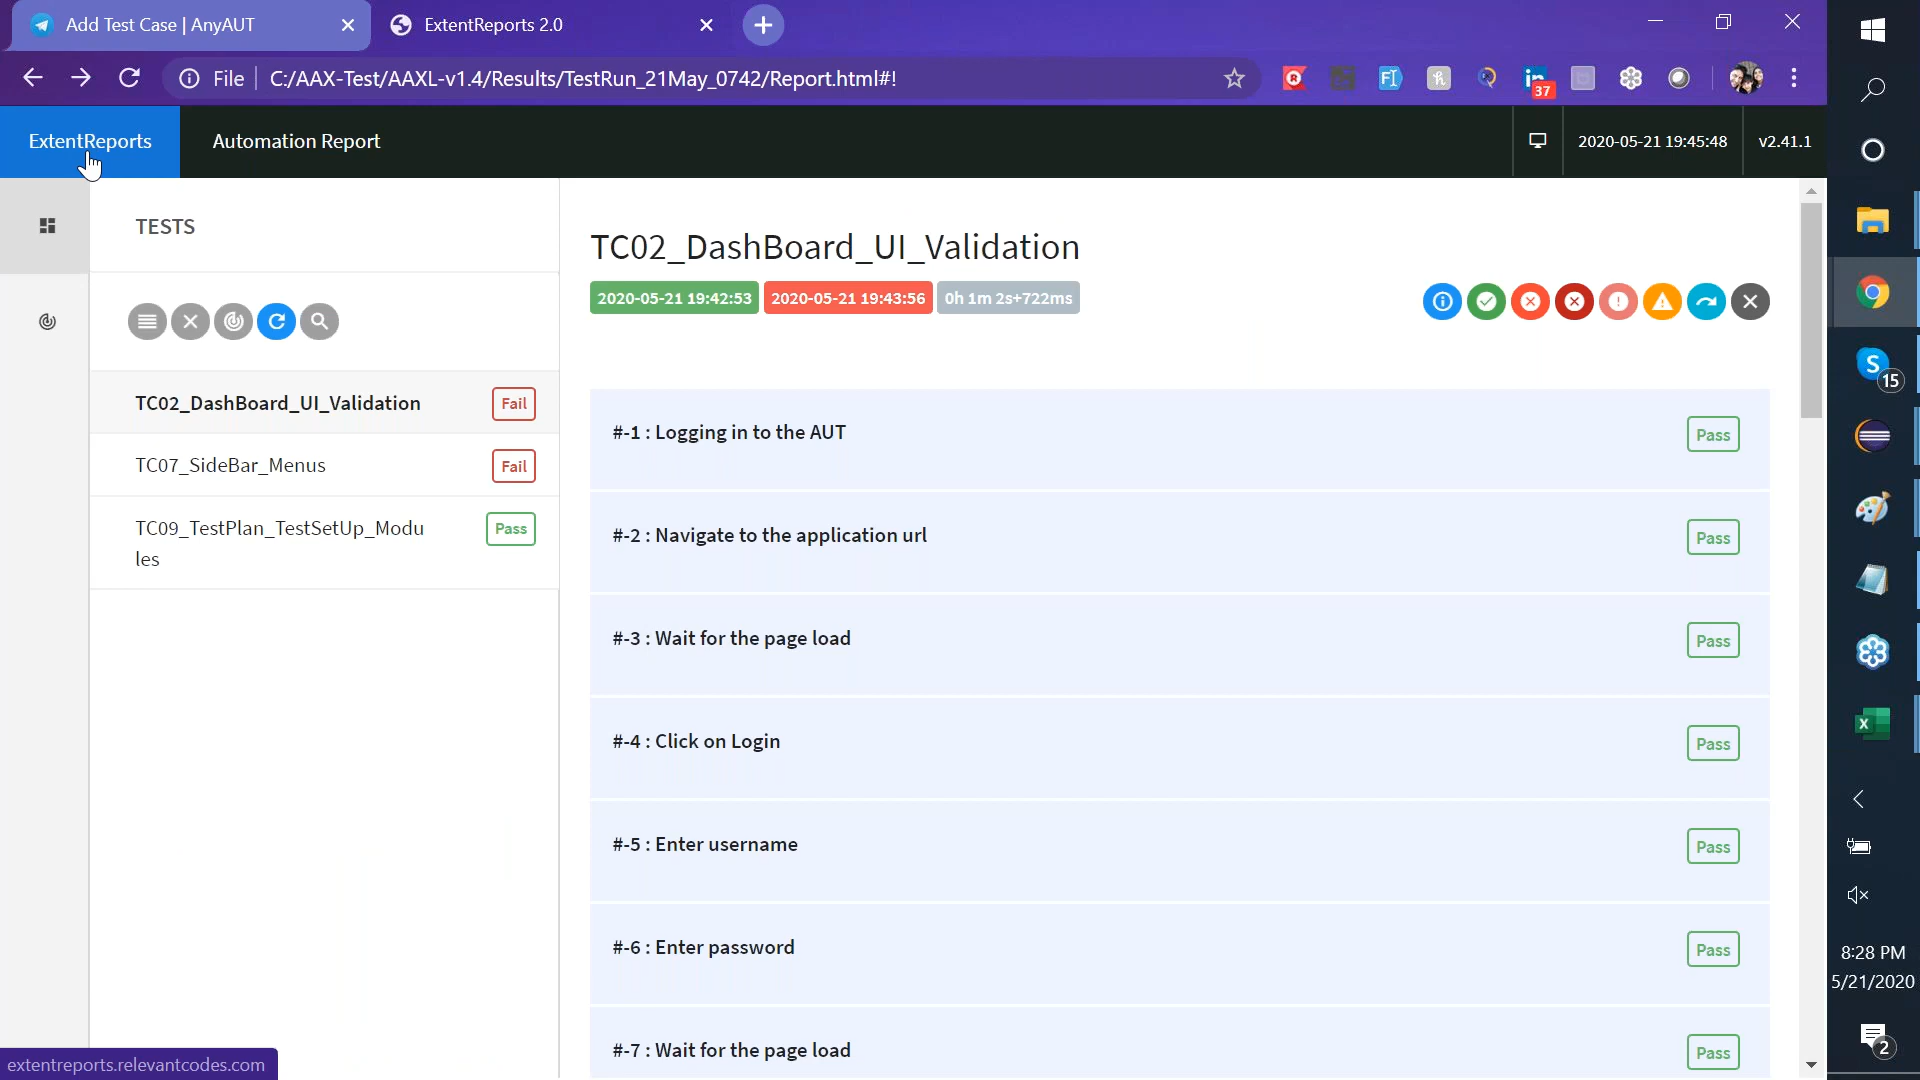 Add Test Case | AnyAUT
ExtentReports 2.0
File
C:/AAX-Test/AAXL-v1.4/Results/TestRun_21May_0742/Report.html#!
37
ExtentReports
Automation Report
2020-05-21 19:45:48
v2.41.1
TESTS
TC02_DashBoard_UI_Validation
Fail
TC07_SideBar_Menus
Fail
TC09_TestPlan_TestSetUp_Modu
les
Pass
TC02_DashBoard_UI_Validation
2020-05-21 19:42:53
2020-05-21 19:43:56
0h 1m 2s+722ms
#-1 : Logging in to the AUT
Pass
#-2 : Navigate to the application url
Pass
#-3 : Wait for the page load
Pass
#-4 : Click on Login
Pass
#-5 : Enter username
Pass
#-6 : Enter password
Pass
#-7 : Wait for the page load
Pass
extentreports.relevantcodes.com
15
8:28 PM
5/21/2020
2